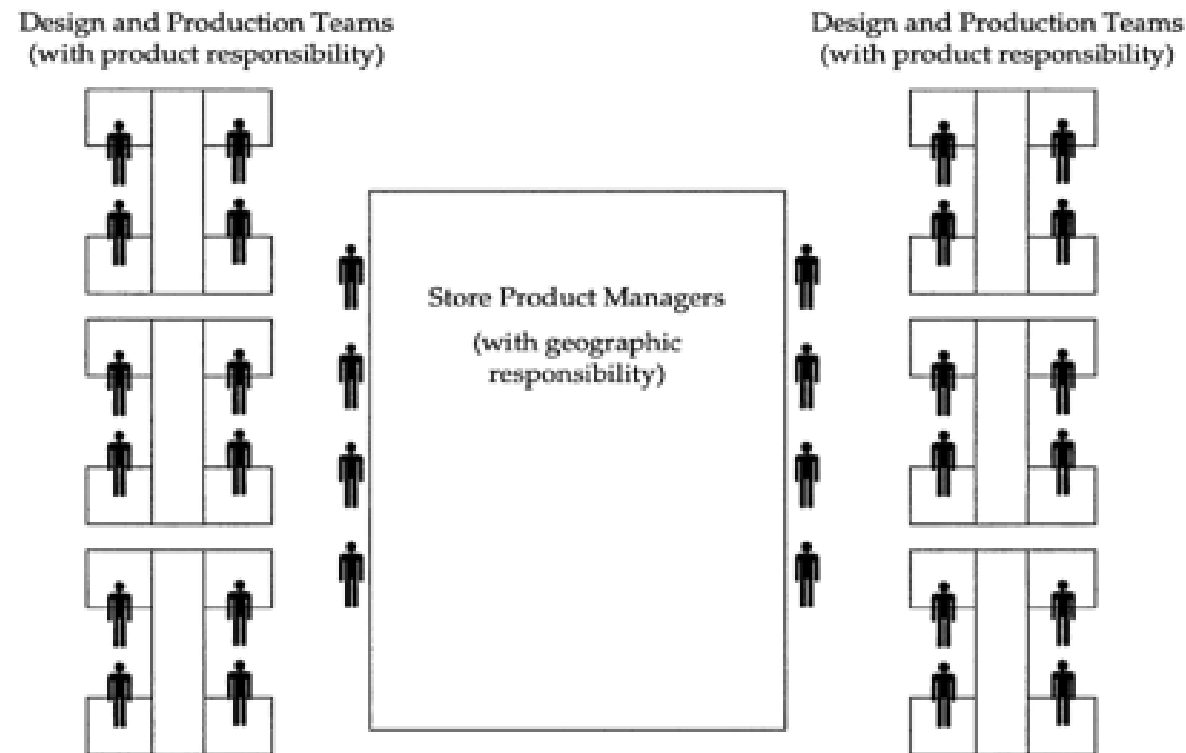 Design and Production Teams
(with product responsibility)
Design and Production Teams
(with product responsibility)
Store Product Managers
(with geographic
responsibility)